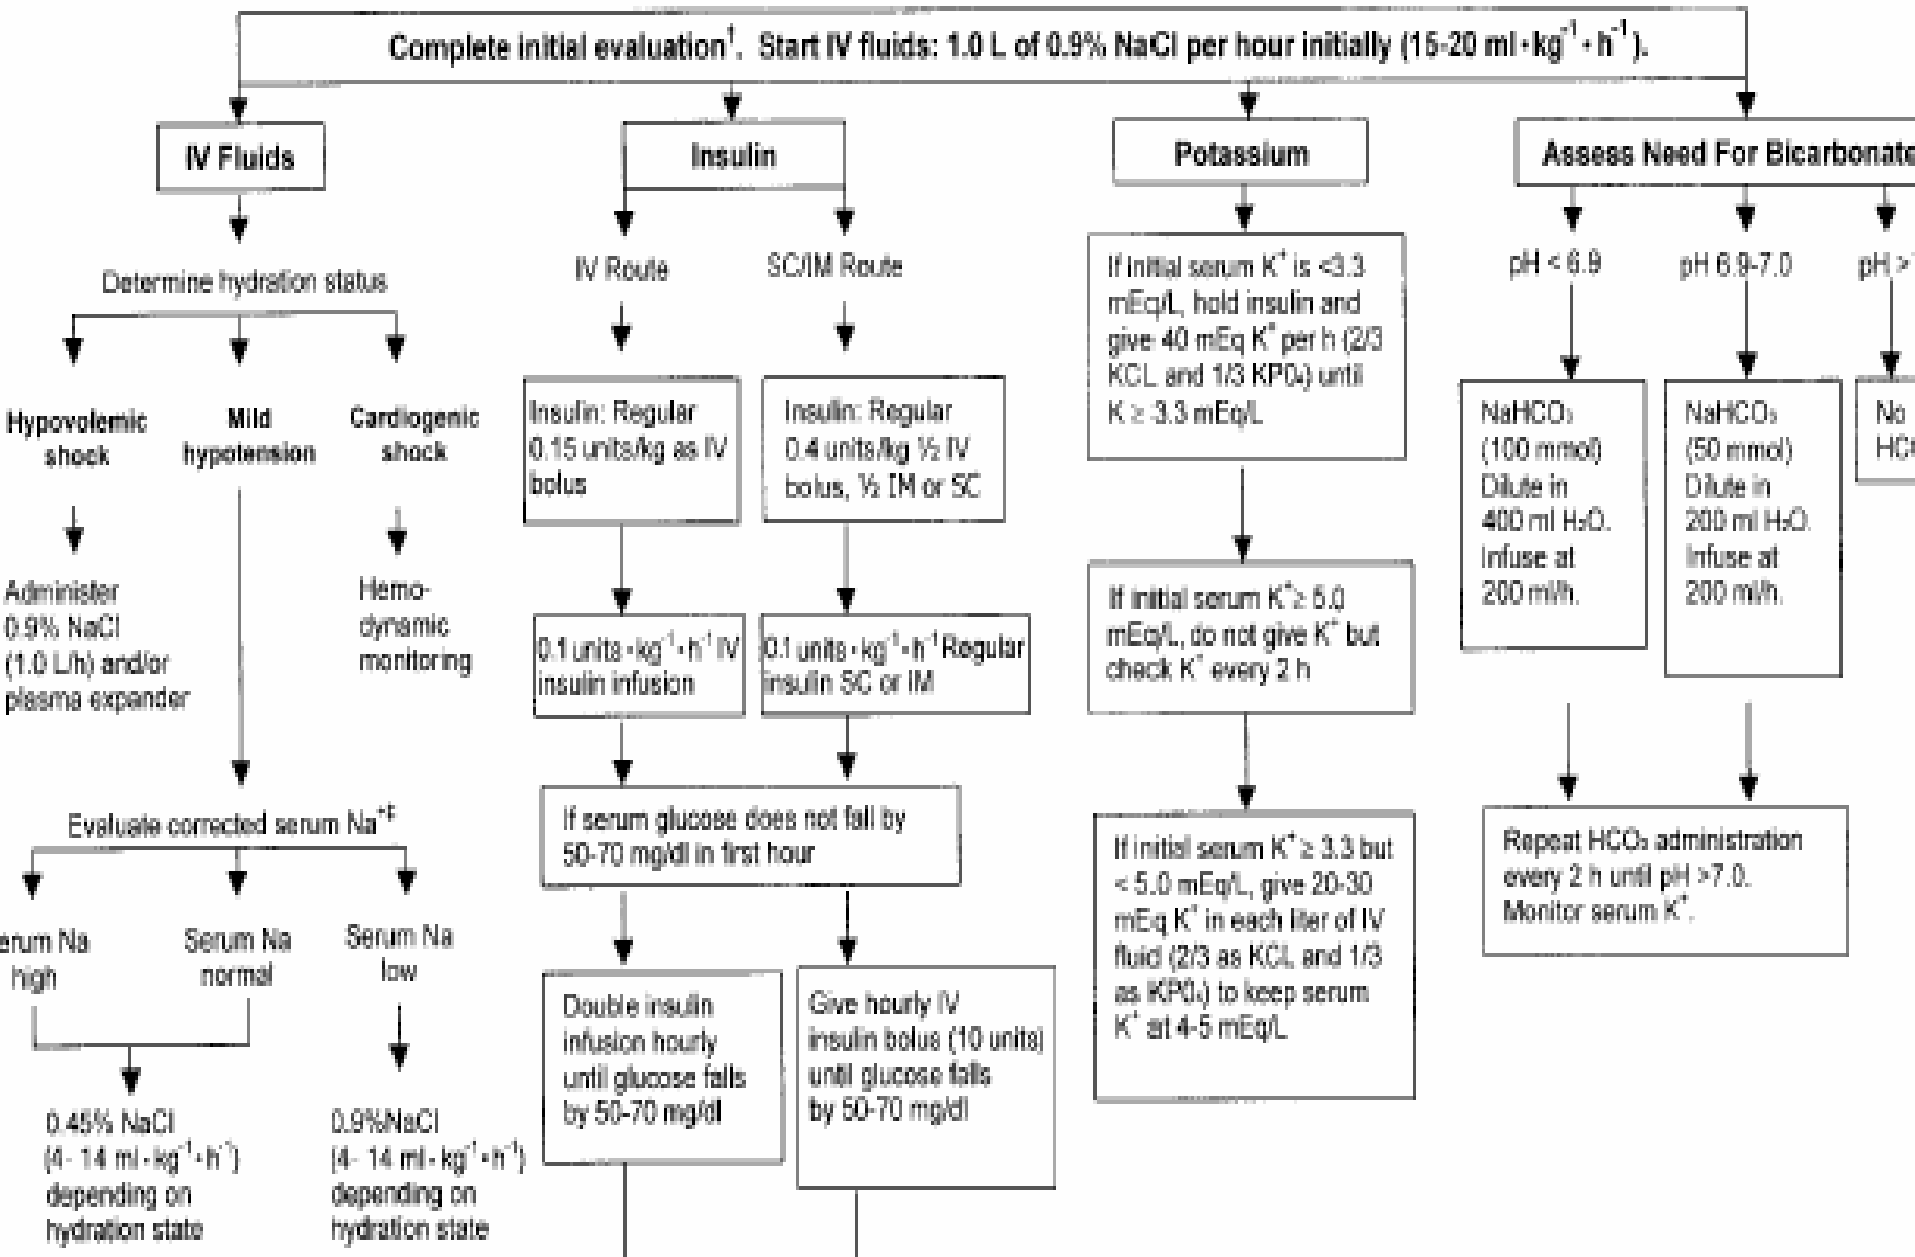 Complete initial evaluation†. Start IV fluids: 1.0 L of 0.9% NaCl per hour initially (15-20 ml·kg⁻¹·h⁻¹).
IV Fluids
Determine hydration status
Hypovolemic
shock
Administer
0.9% NaCl
(1.0 L/h) and/or
plasma expander
Mild
hypotension
Cardiogenic
shock
Hemo-
dynamic
monitoring
Evaluate corrected serum Na⁺‡
erum Na
high
Serum Na
normal
Serum Na
low
0.45% NaCl
(4- 14 ml·kg⁻¹·h⁻¹)
depending on
hydration state
0.9%NaCl
(4- 14 ml·kg⁻¹·h⁻¹)
depending on
hydration state
Insulin
IV Route
Insulin: Regular
0.15 units/kg as IV
bolus
0.1 units·kg⁻¹·h⁻¹ IV
insulin infusion
SC/IM Route
Insulin: Regular
0.4 units/kg ½ IV
bolus, ½ IM or SC
0.1 units·kg⁻¹·h⁻¹ Regular
insulin SC or IM
If serum glucose does not fall by
50-70 mg/dl in first hour
Double insulin
infusion hourly
until glucose falls
by 50-70 mg/dl
Give hourly IV
insulin bolus (10 units)
until glucose falls
by 50-70 mg/dl
Potassium
If initial serum K⁺ is <3.3
mEq/L, hold insulin and
give 40 mEq K⁺ per h (2/3
KCL and 1/3 KPO₄) until
K ≥ 3.3 mEq/L
If initial serum K⁺ ≥ 5.0
mEq/L, do not give K⁺ but
check K⁺ every 2 h
If initial serum K⁺ ≥ 3.3 but
< 5.0 mEq/L, give 20-30
mEq K⁺ in each liter of IV
fluid (2/3 as KCL and 1/3
as KPO₄) to keep serum
K⁺ at 4-5 mEq/L
Assess Need For Bicarbonate
pH < 6.9
NaHCO₃
(100 mmol)
Dilute in
400 ml H₂O.
Infuse at
200 ml/h.
pH 6.9-7.0
NaHCO₃
(50 mmol)
Dilute in
200 ml H₂O.
Infuse at
200 ml/h.
pH >
No
Repeat HCO₃ administration
every 2 h until pH >7.0.
Monitor serum K⁺.